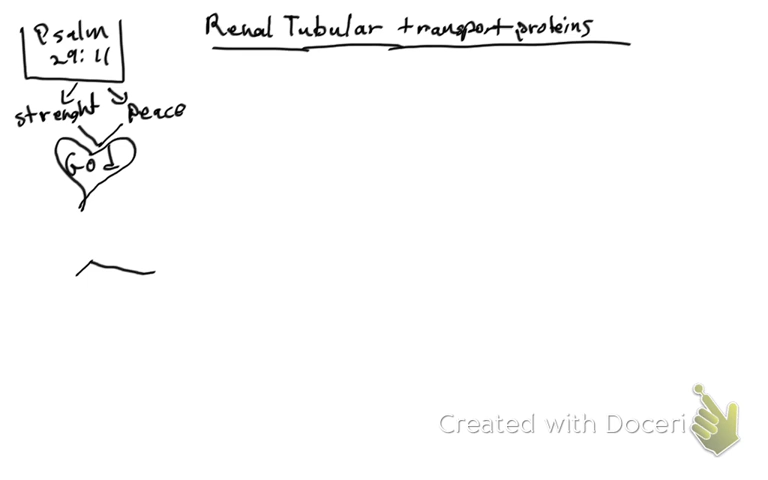 Psalm
29:11
Renal Tubular transport proteins
strenght
Peace
God
Created with Doceri